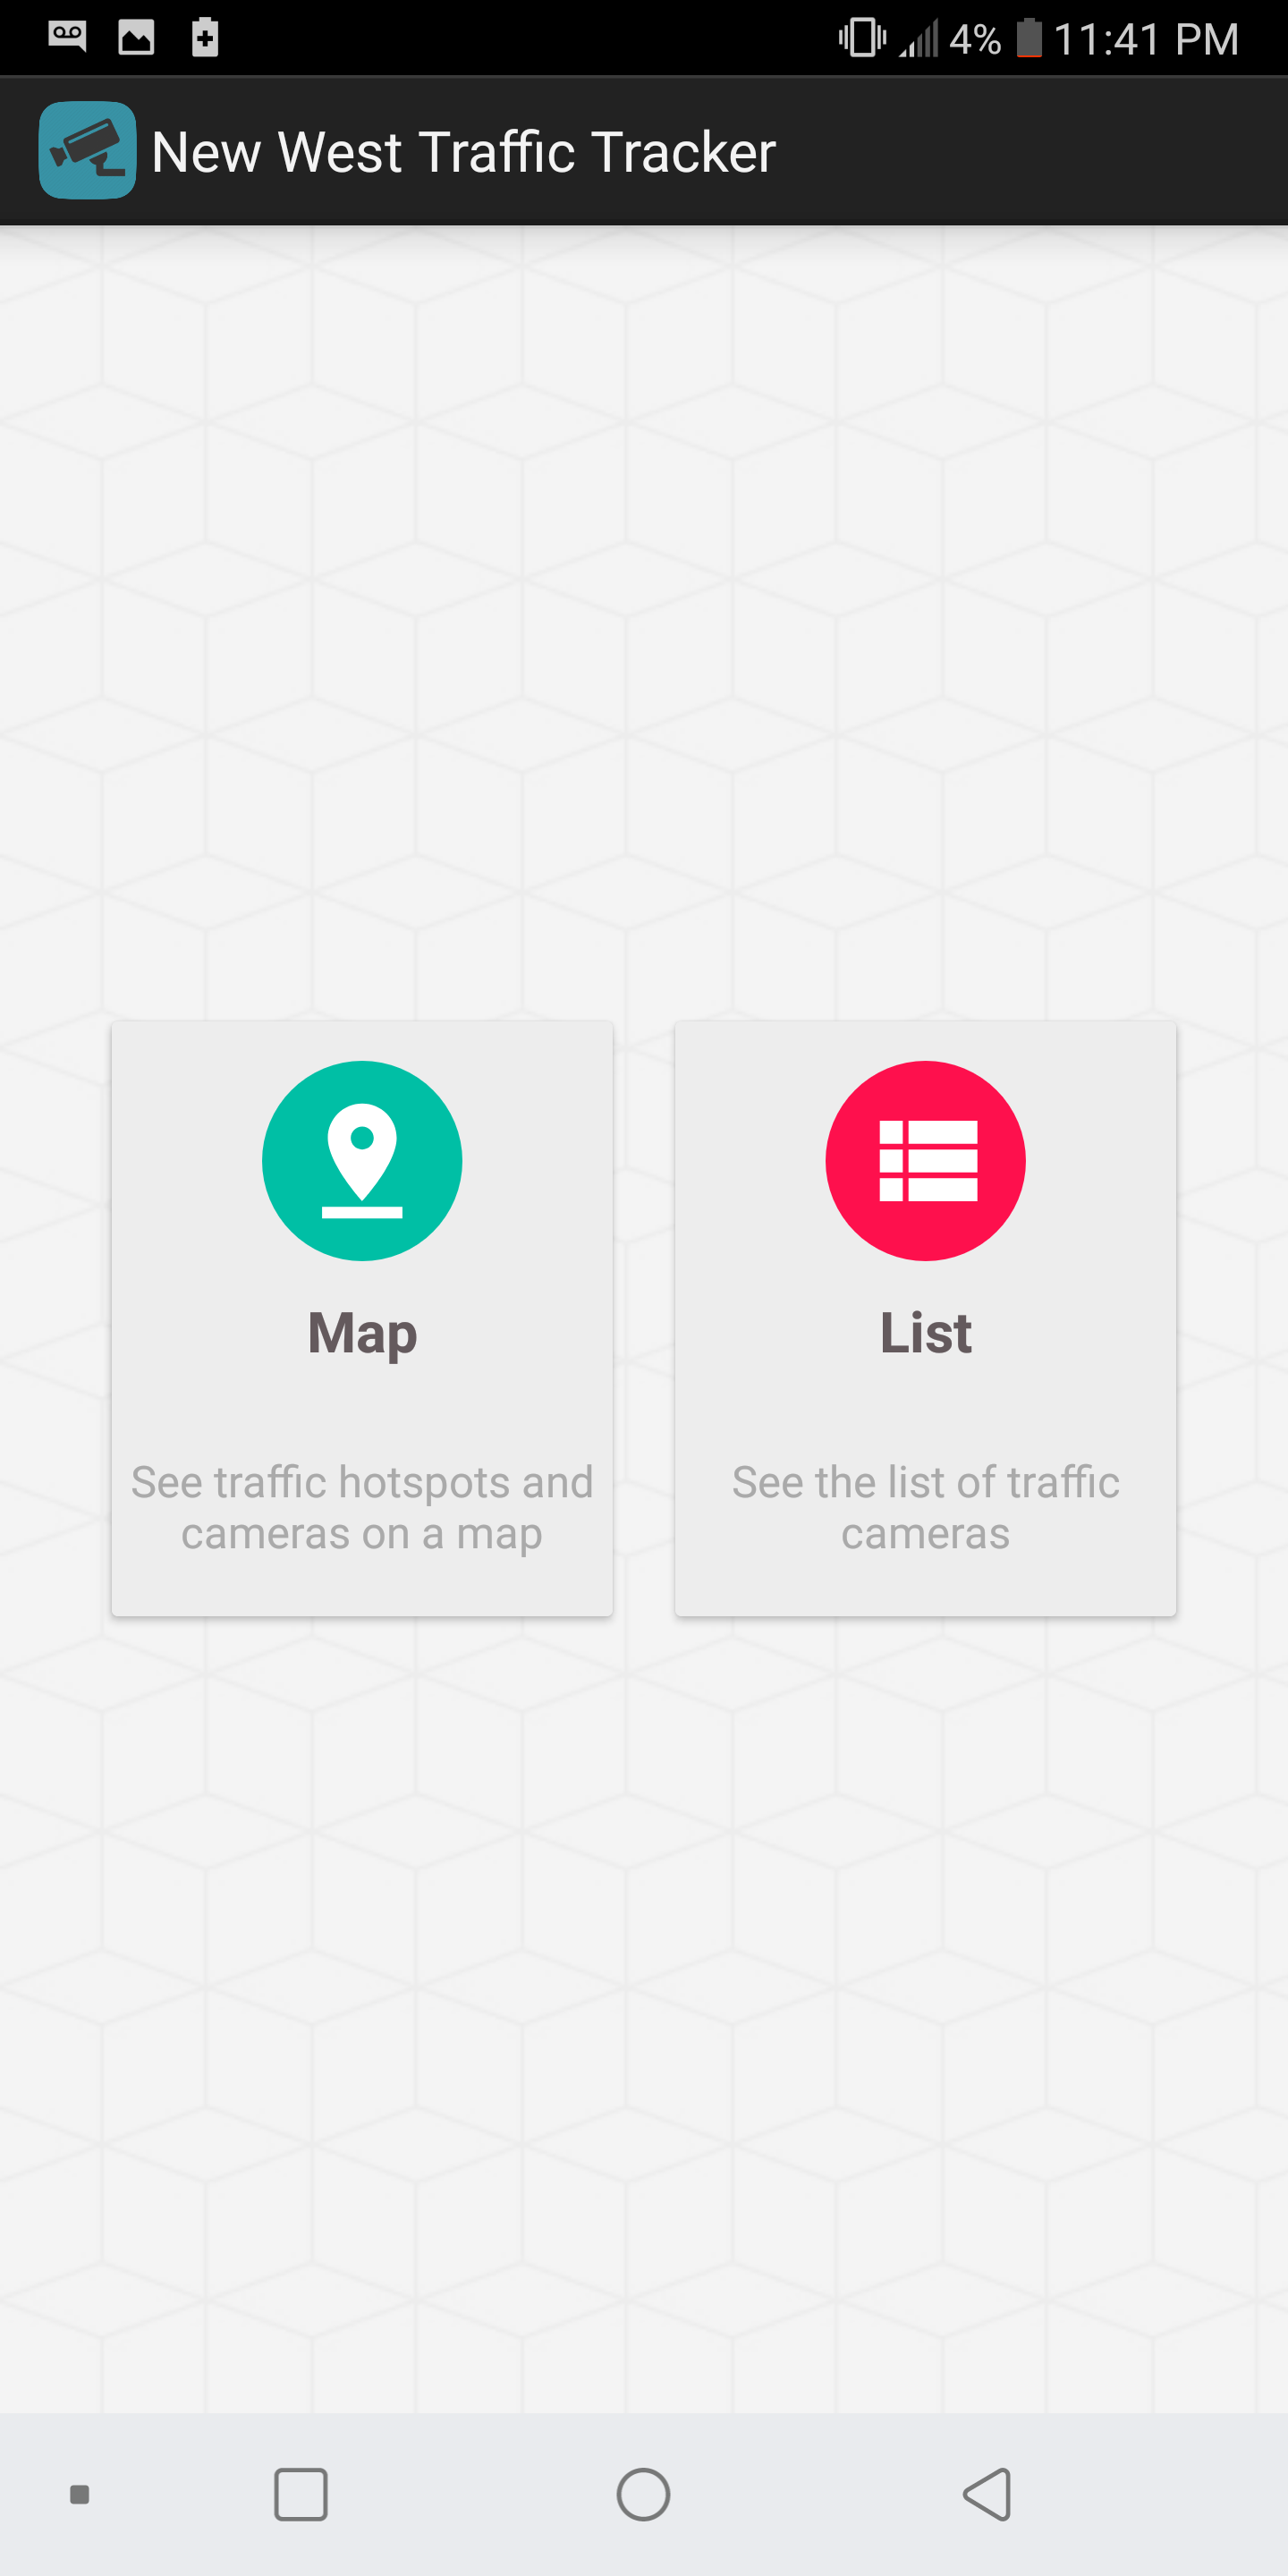 4% 11:41 PM
New West Traffic Tracker
Map
See traffic hotspots and
cameras on a map
List
See the list of traffic
cameras